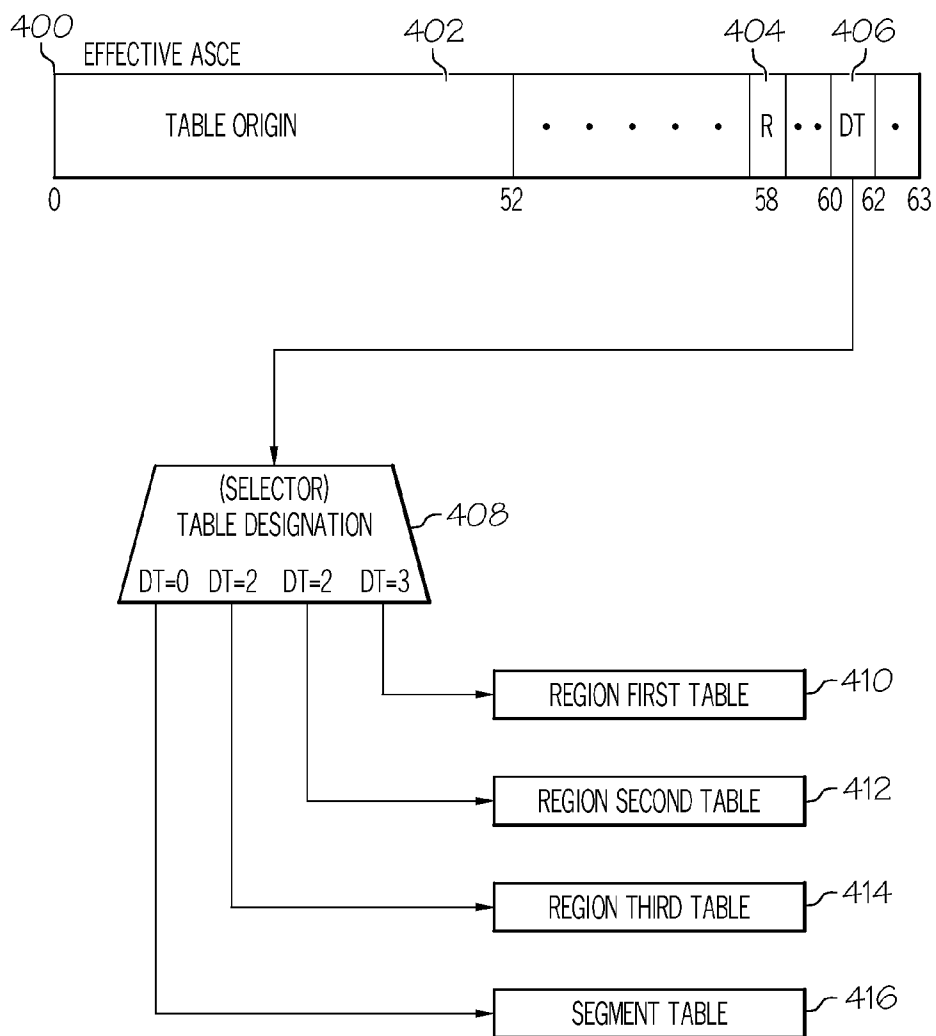 400
402
404
406
EFFECTIVE ASCE
TABLE ORIGIN
• • • • •
R
• •
DT
•
0
52
58
60
62
63
(SELECTOR)
TABLE DESIGNATION
408
DT=0 DT=2 DT=2 DT=3
REGION FIRST TABLE
410
REGION SECOND TABLE
412
REGION THIRD TABLE
414
SEGMENT TABLE
416